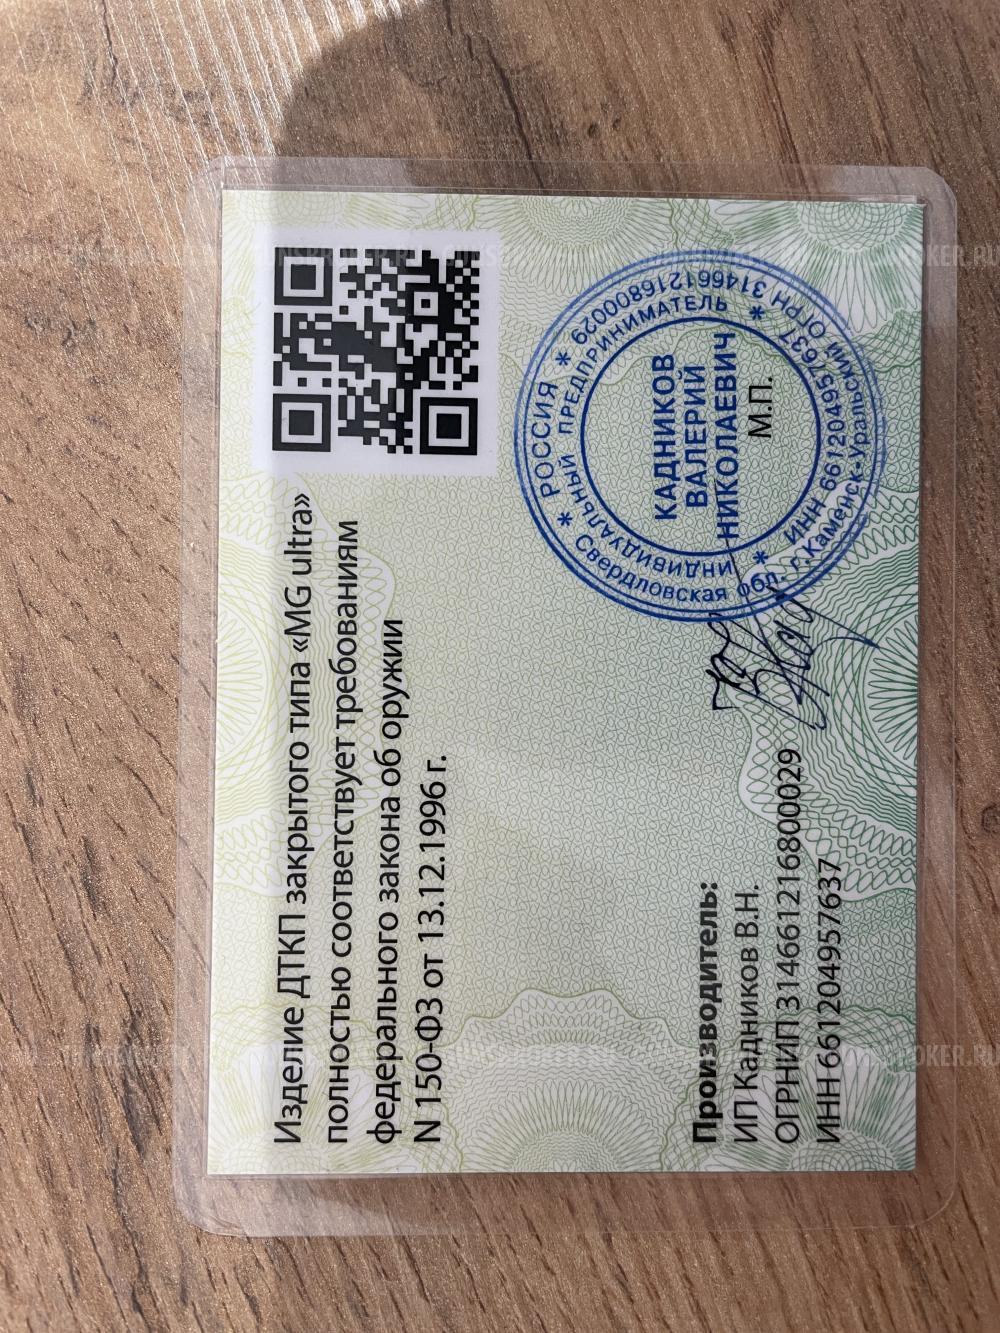 Изделие ДТКП закрытого типа «MG ultra»
полностью соответствует требованиям
федерального закона об оружии
N 150-ФЗ от 13.12.1996 г.
Производитель:
ИП Кадников В.Н.
ОГРНИП 314661216800029
ИНН 661204957637
* РОССИЯ *
Свердловская обл. г.Каменск-Уральский ОГРН 314661216800029
ИНДИВИДУАЛЬНЫЙ ПРЕДПРИНИМАТЕЛЬ
* ИНН 661204957637 *
КАДНИКОВ
ВАЛЕРИЙ
НИКОЛАЕВИЧ
М.П.
GUNSBROKER.RU